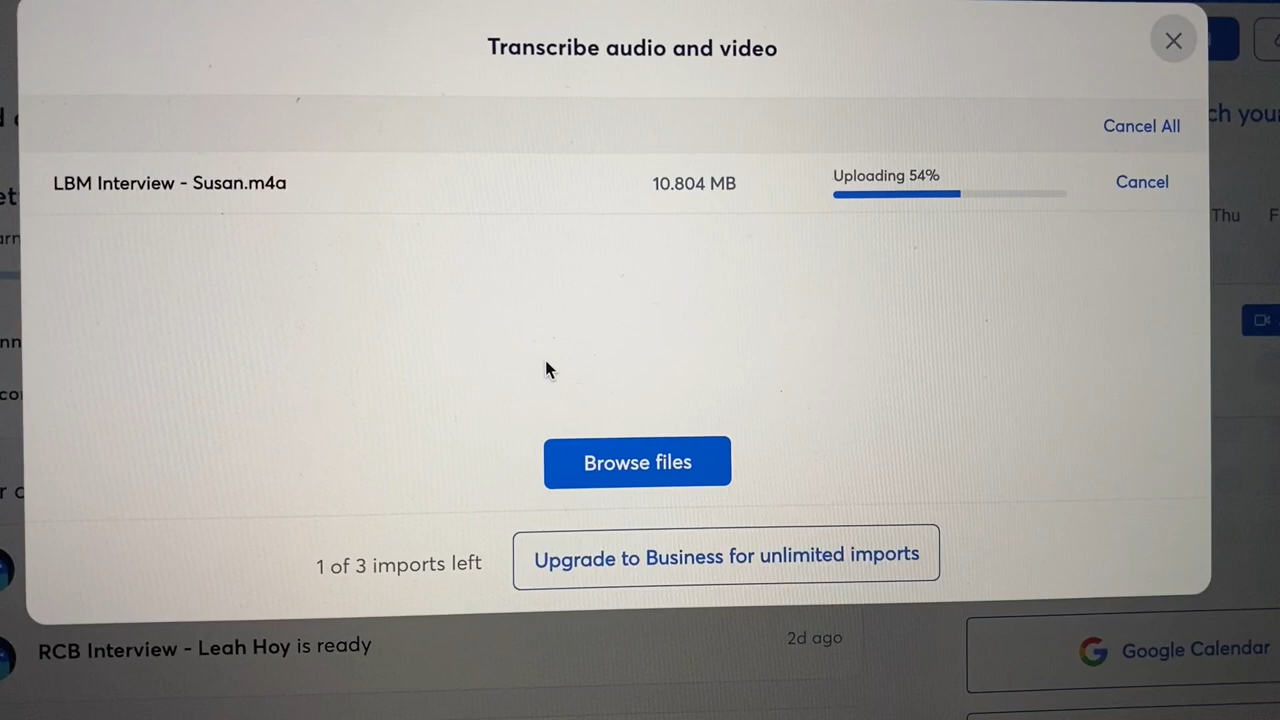 Transcribe audio and video
Cancel All
LBM Interview - Susan.m4a
10.804 MB
Uploading 54%
Cancel
Thu
Browse files
1 of 3 imports left
Upgrade to Business for unlimited imports
RCB Interview - Leah Hoy is ready
2d ago
Google Calendar